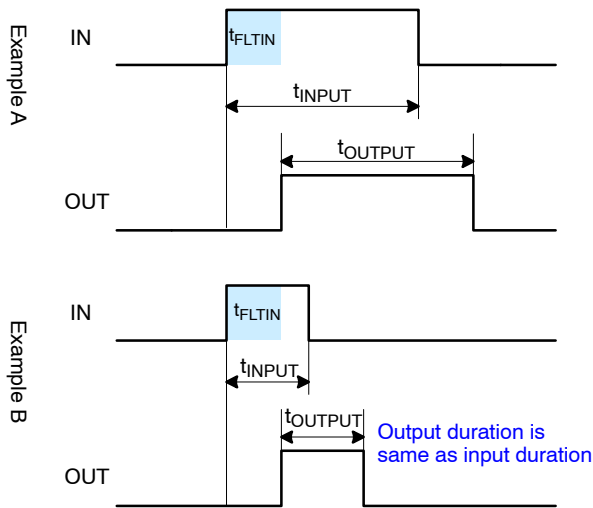 Example A
IN
tFLTIN
tINPUT
tOUTPUT
OUT
Example B
IN
tFLTIN
tINPUT
tOUTPUT
Output duration is
same as input duration
OUT